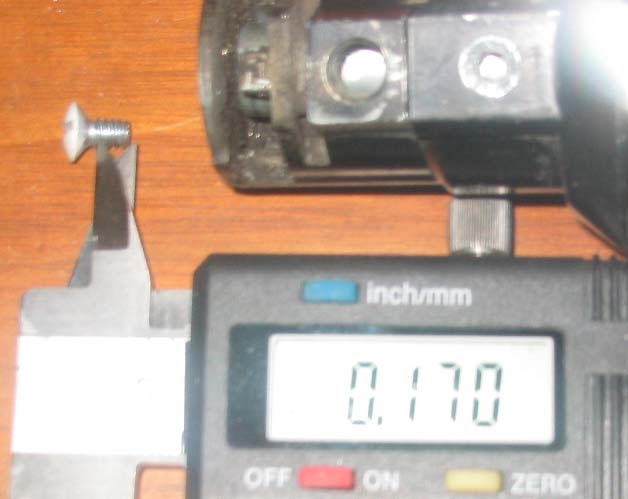 inch/mm
0.170
OFF ON ZERO